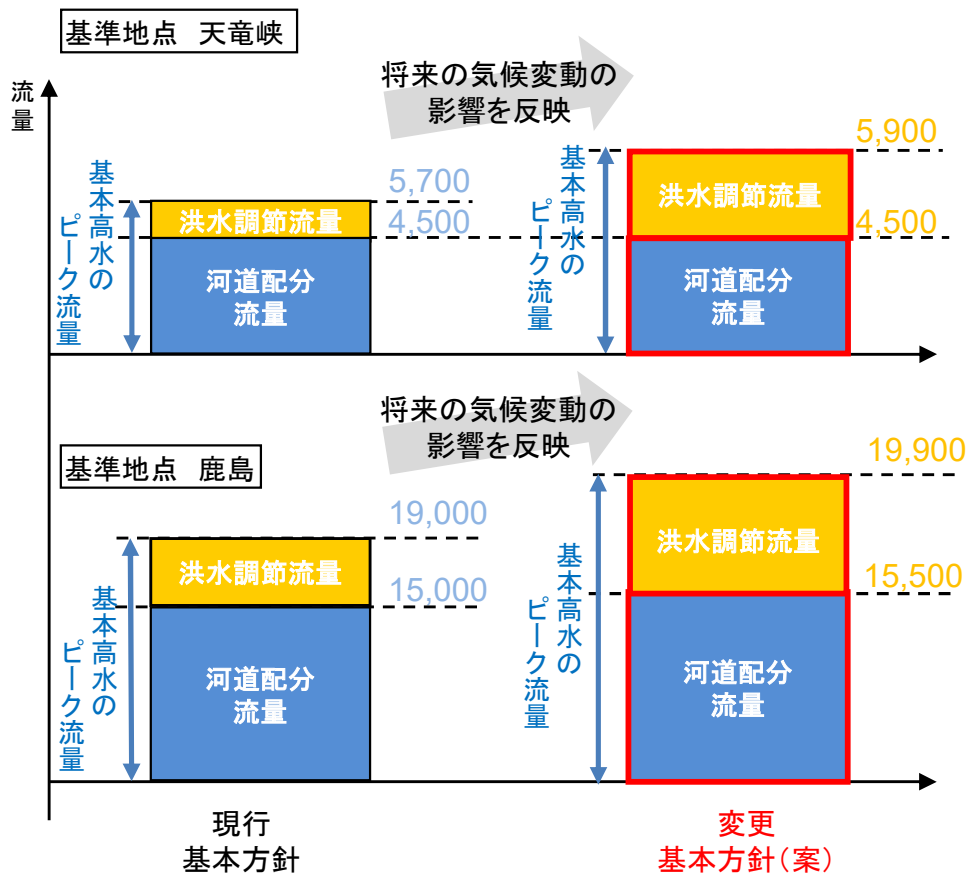 基準地点 天竜峡
流量
将来の気候変動の
影響を反映
基本高水の
ピーク流量
5,700
4,500
洪水調節流量
河道配分
流量
基本高水の
ピーク流量
5,900
4,500
洪水調節流量
河道配分
流量
将来の気候変動の
影響を反映
基準地点 鹿島
基本高水の
ピーク流量
19,000
15,000
洪水調節流量
河道配分
流量
基本高水の
ピーク流量
19,900
15,500
洪水調節流量
河道配分
流量
現行
基本方針
変更
基本方針(案)